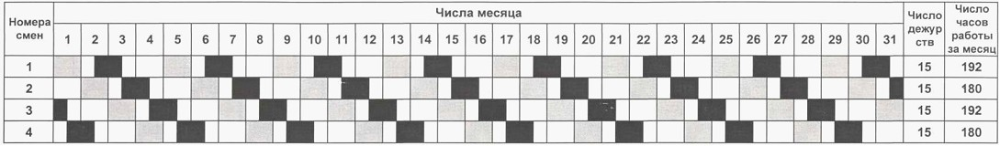 Номера смен
Числа месяца
Число дежур ств
Число часов работы за месяц
1 2 3 4 5 6 7 8 9 10 11 12 13 14 15 16 17 18 19 20 21 22 23 24 25 26 27 28 29 30 31
1 15 192
2 15 180
3 15 192
4 15 180